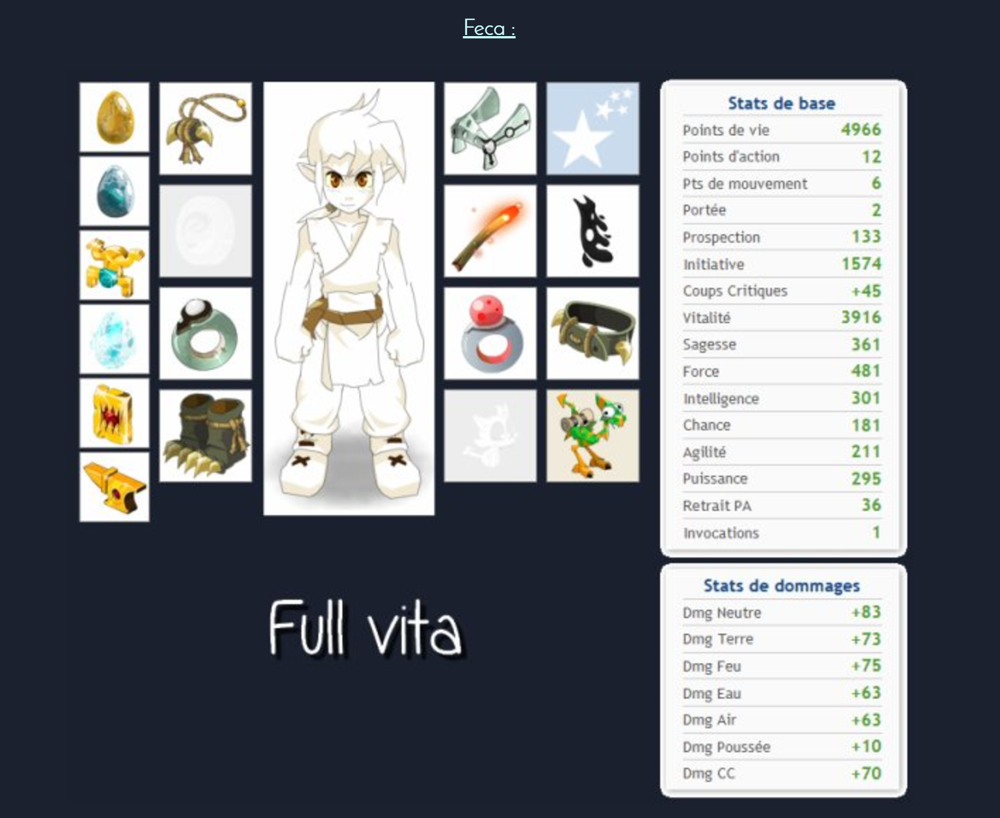 Feca :
Stats de base
Points de vie 4966
Points d'action 12
Pts de mouvement 6
Portée 2
Prospection 133
Initiative 1574
Coups Critiques +45
Vitalité 3916
Sagesse 361
Force 481
Intelligence 301
Chance 181
Agilité 211
Puissance 295
Retrait PA 36
Invocations 1
Full vita
Stats de dommages
Dmg Neutre +83
Dmg Terre +73
Dmg Feu +75
Dmg Eau +63
Dmg Air +63
Dmg Poussée +10
Dmg CC +70